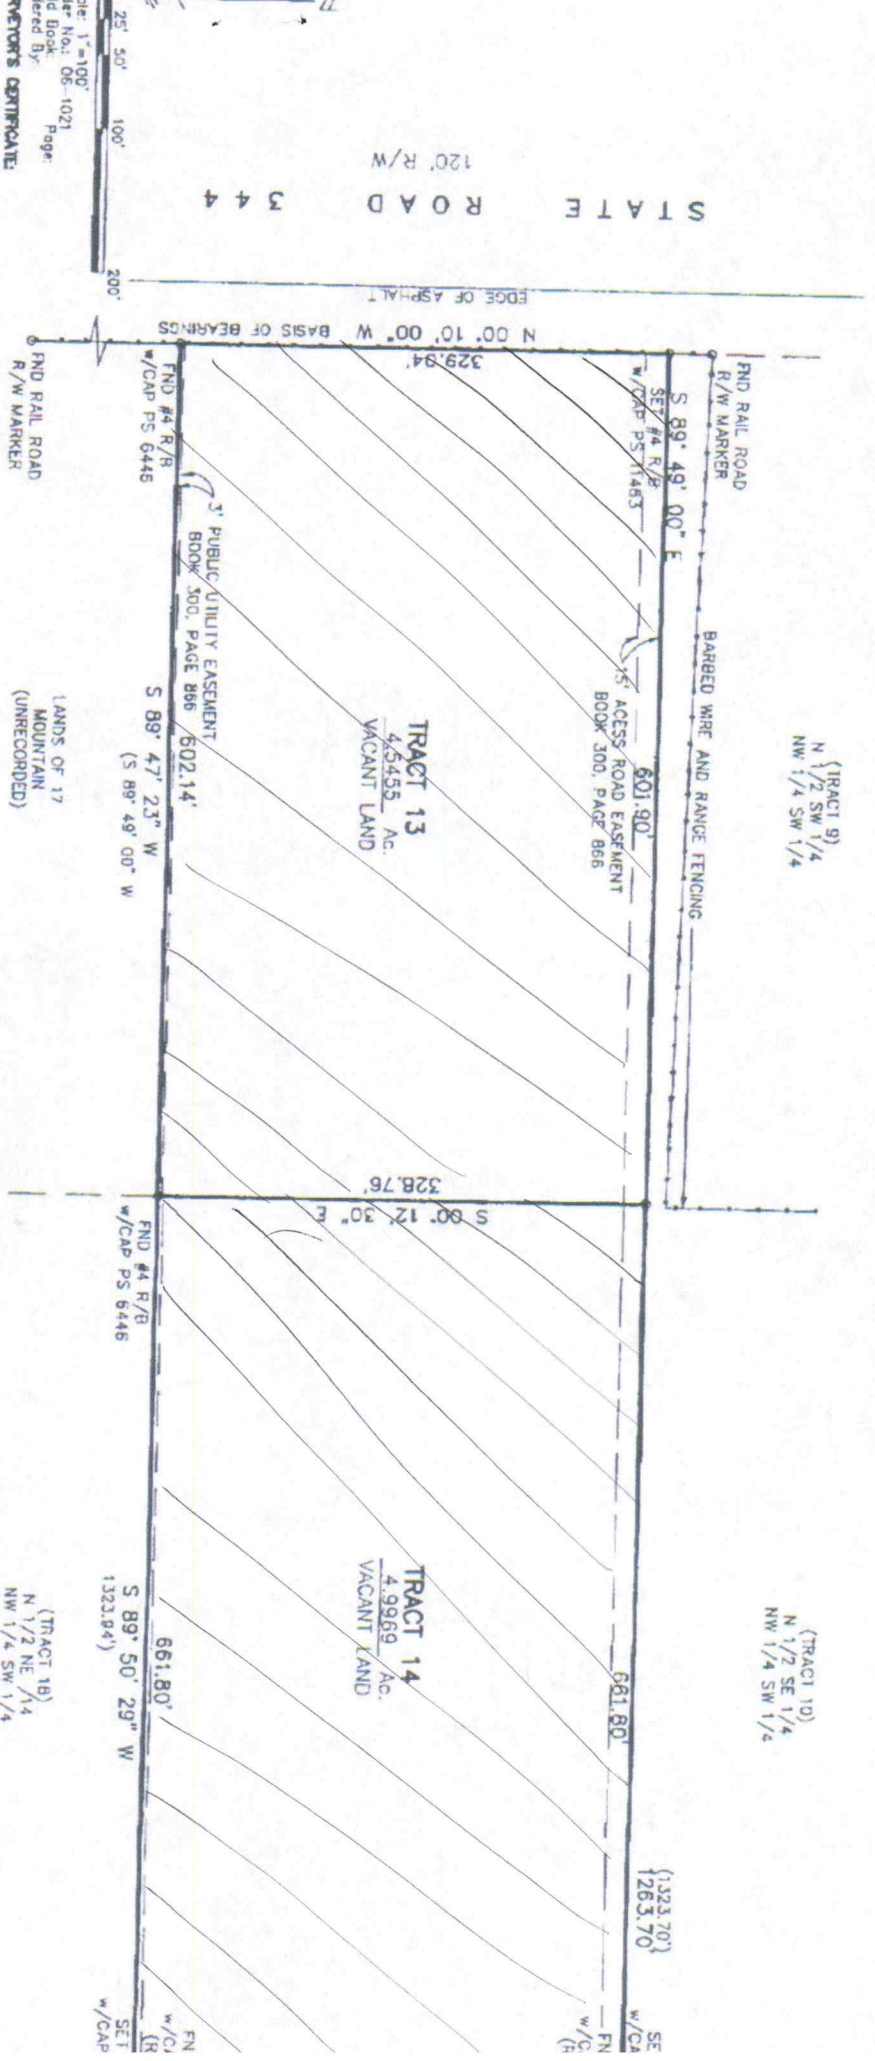 25' 50' 100' 200'
1"=100'
No.: 06-1021
Book: Page:
CERTIFICATE:
STATE ROAD 344
120' R/W
EDGE OF ASPHALT
N 00° 10' 00" W BASIS OF BEARINGS
329.04'
FND RAIL ROAD
R/W MARKER
SET #4 R/B
w/CAP PS 11463
S 89° 49' 00" E
601.90'
BARBED WIRE AND RANGE FENCING
15' ACESS ROAD EASEMENT
BOOK 300, PAGE 866
(TRACT 9)
N 1/2 SW 1/4
NW 1/4 SW 1/4
TRACT 13
4.5455 Ac.
VACANT LAND
3' PUBLIC UTILITY EASEMENT
BOOK 300, PAGE 866
602.14'
S 89° 47' 23" W
(S 89° 49' 00" W
FND #4 R/B
w/CAP PS 6446
FND RAIL ROAD
R/W MARKER
LANDS OF 17
MOUNTAIN
(UNRECORDED)
328.76'
S 00° 12' 30" E
FND #4 R/B
w/CAP PS 6446
(TRACT 10)
N 1/2 SE 1/4
NW 1/4 SW 1/4
661.80'
(1323.70')
1263.70'
TRACT 14
4.9969 Ac.
VACANT LAND
661.80'
S 89° 50' 29" W
1323.94')
(TRACT 18)
N 1/2 NE /14
NW 1/4 SW 1/4
SET
w/CAP